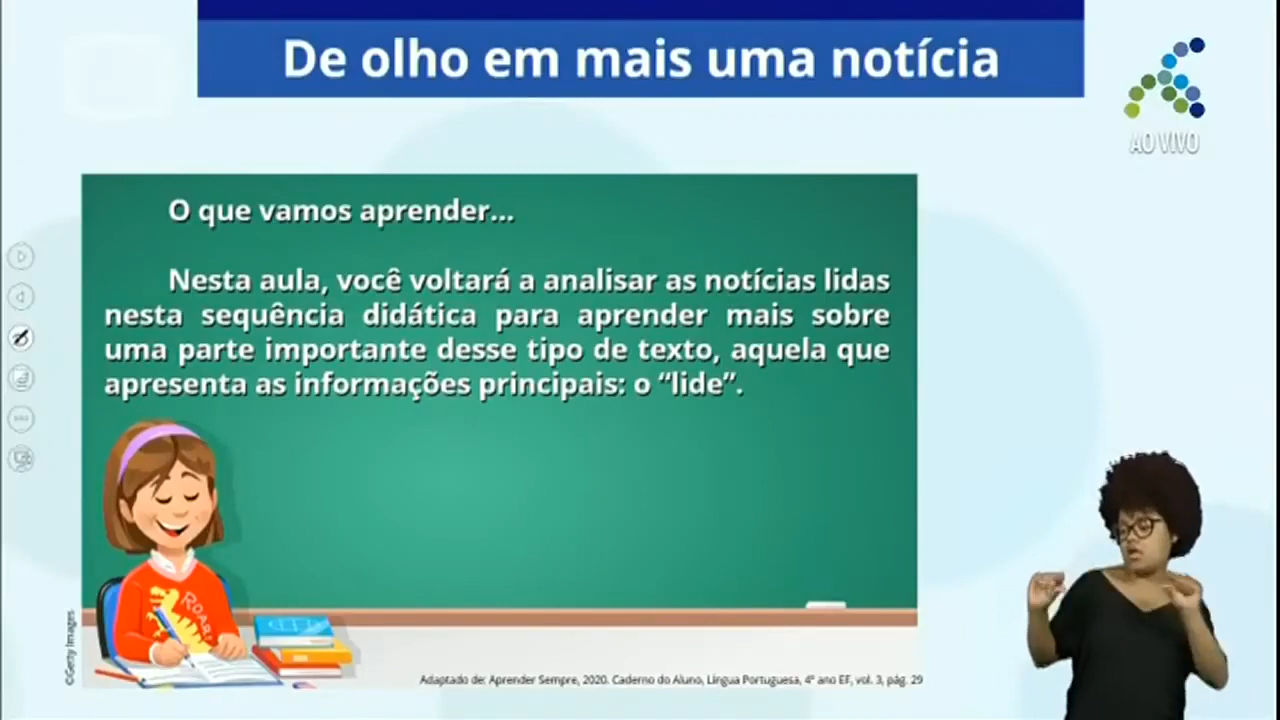 De olho em mais uma notícia
AO VIVO
O que vamos aprender...
Nesta aula, você voltará a analisar as notícias lidas
nesta sequência didática para aprender mais sobre
uma parte importante desse tipo de texto, aquela que
apresenta as informações principais: o “lide”.
ROAR!
©Getty Images
Adaptado de: Aprender Sempre, 2020. Caderno do Aluno, Língua Portuguesa, 4º ano EF, vol. 3, pág. 29